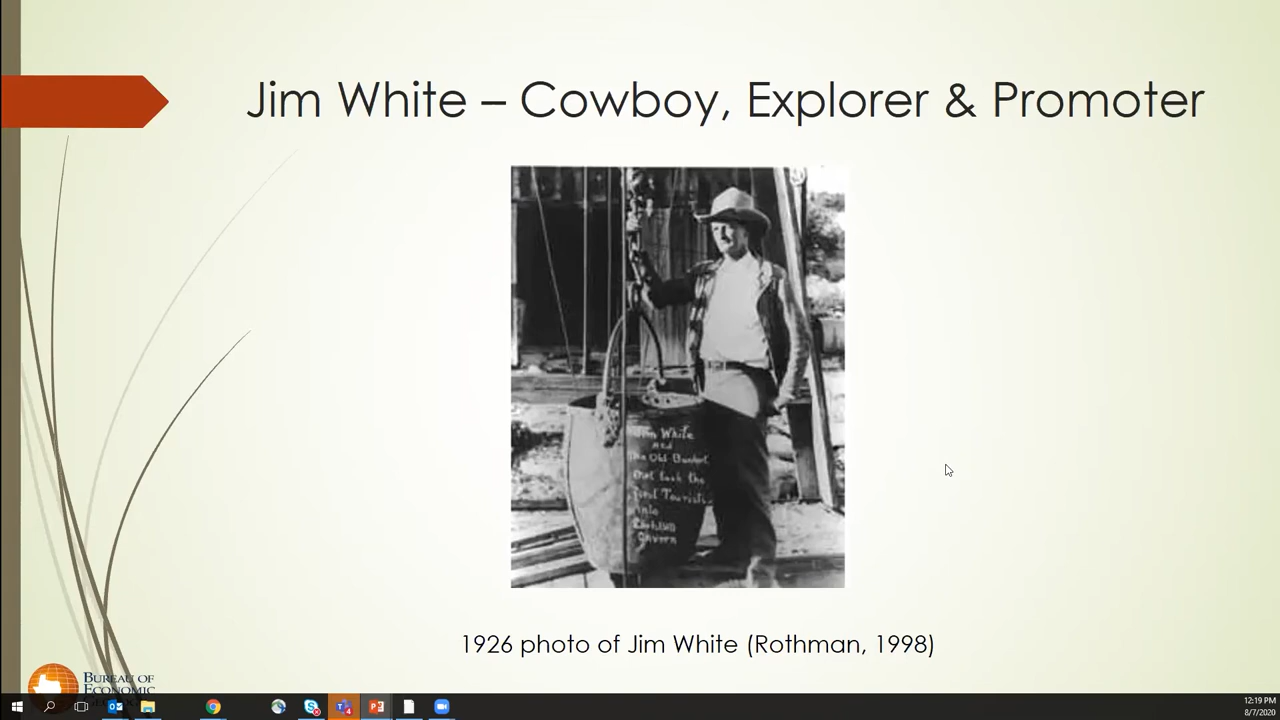 Jim White – Cowboy, Explorer & Promoter
Jim White
and
The Old Bucket
that took the
first Tourists
into
Carlsbad
Cavern
1926 photo of Jim White (Rothman, 1998)
BUREAU OF
ECONOMIC
12:19 PM
8/7/2020